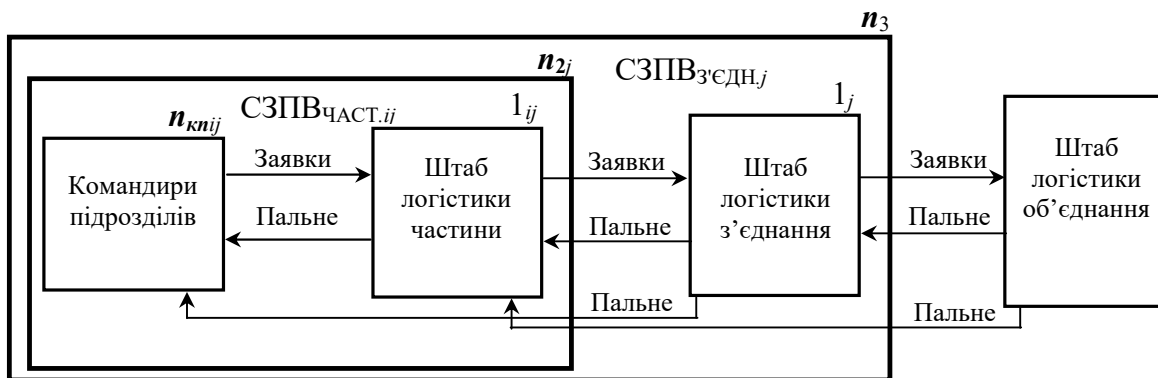 n3
n2j
СЗПВЗ'ЄДН.j
СЗПВЧАСТ.ij
nкпij
1ij
1j
Командири
підрозділів
Заявки
Пальне
Штаб
логістики
частини
Заявки
Пальне
Пальне
Штаб
логістики
з’єднання
Заявки
Пальне
Пальне
Штаб
логістики
об’єднання